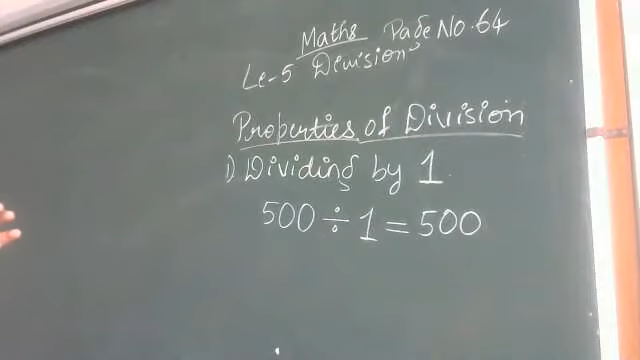 Maths Page No. 64
Le-5 Division
Properties of Division
1) Dividing by 1
500 ÷ 1 = 500